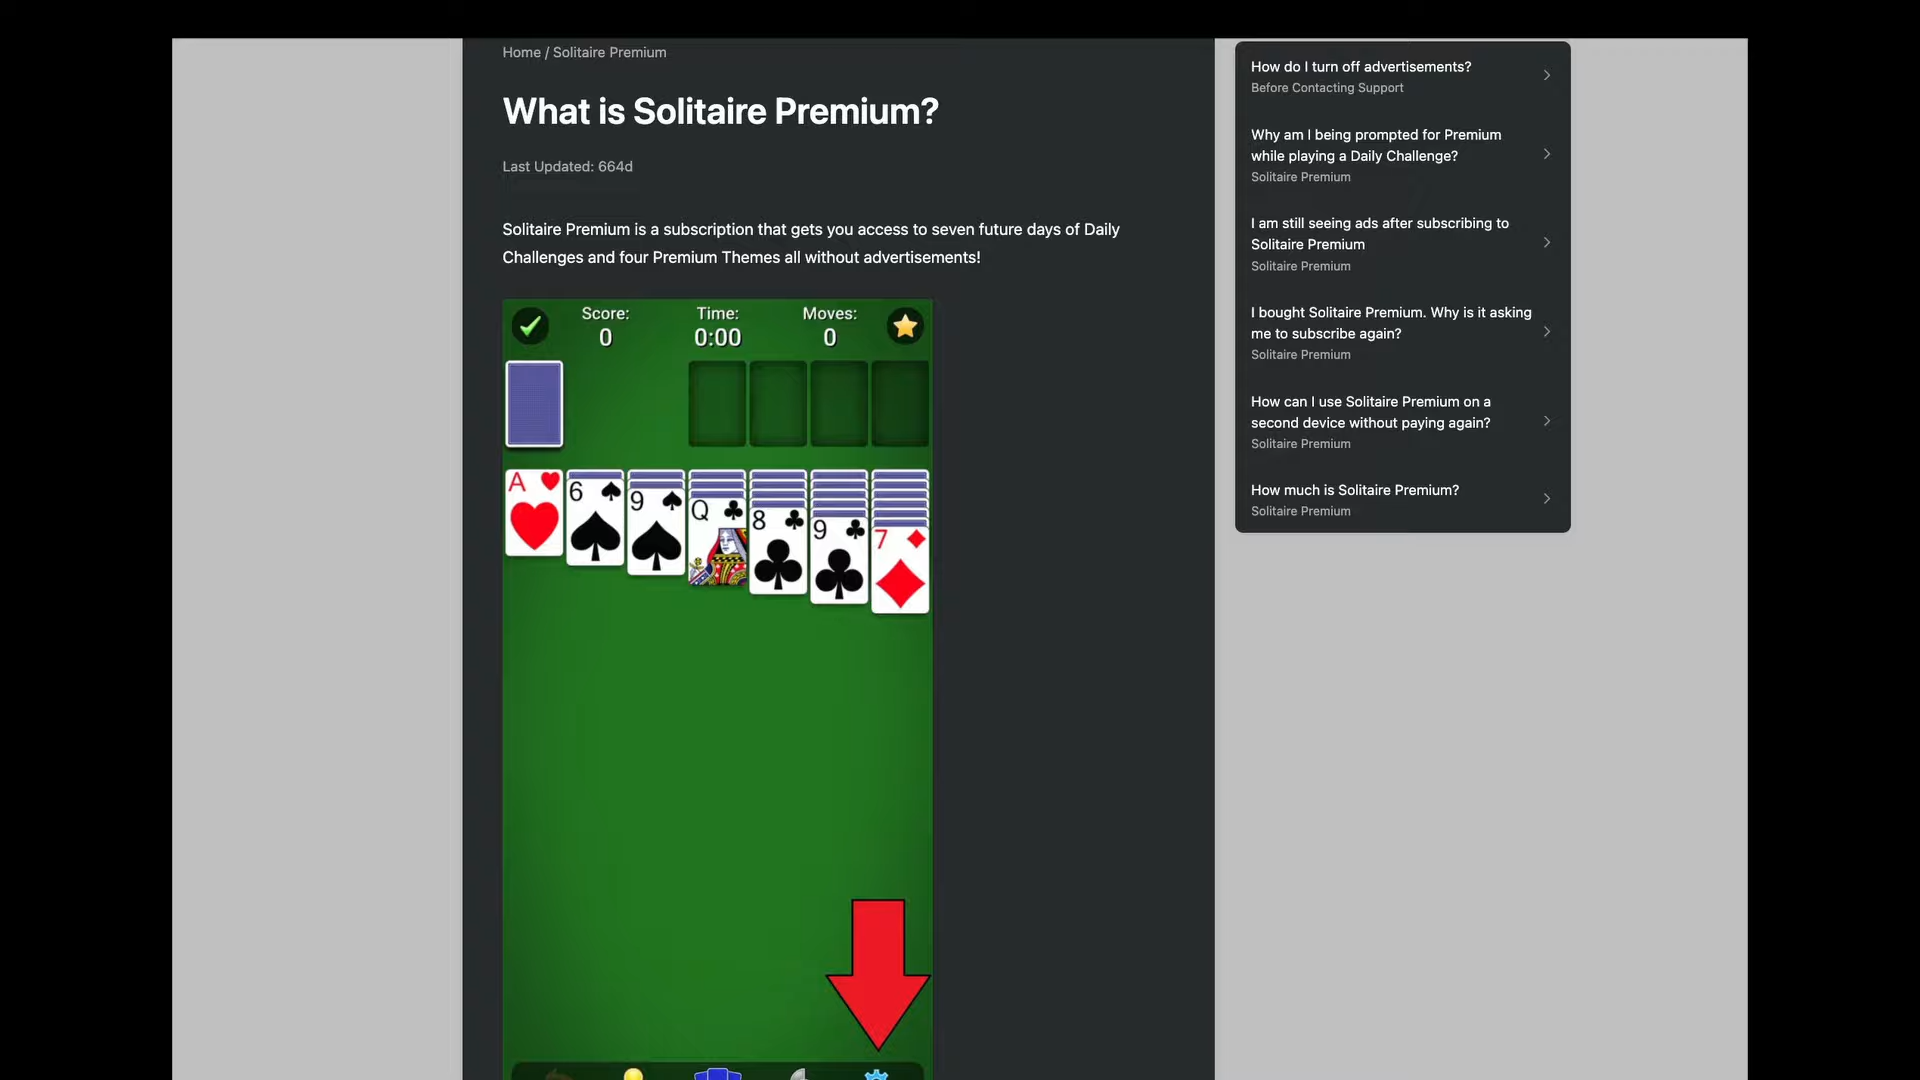 Home / Solitaire Premium
What is Solitaire Premium?
Last Updated: 664d
Solitaire Premium is a subscription that gets you access to seven future days of Daily
Challenges and four Premium Themes all without advertisements!
Score:
0
Time:
0:00
Moves:
0
A
6
9
Q
8
9
7
How do I turn off advertisements?
Before Contacting Support
Why am I being prompted for Premium
while playing a Daily Challenge?
Solitaire Premium
I am still seeing ads after subscribing to
Solitaire Premium
Solitaire Premium
I bought Solitaire Premium. Why is it asking
me to subscribe again?
Solitaire Premium
How can I use Solitaire Premium on a
second device without paying again?
Solitaire Premium
How much is Solitaire Premium?
Solitaire Premium